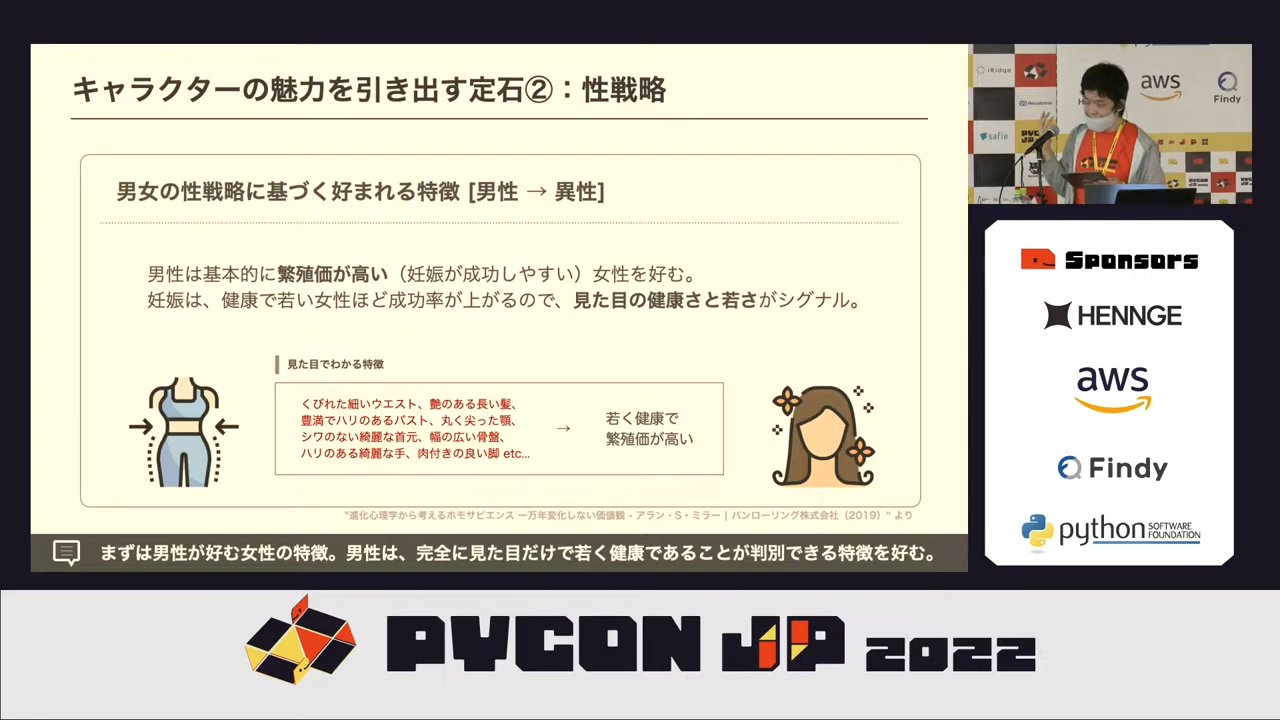 キャラクターの魅力を引き出す定石②：性戦略
男女の性戦略に基づく好まれる特徴 [男性 → 異性]
男性は基本的に繁殖価が高い（妊娠が成功しやすい）女性を好む。
妊娠は、健康で若い女性ほど成功率が上がるので、見た目の健康さと若さがシグナル。
見た目でわかる特徴
くびれた細いウエスト、艶のある長い髪、
豊満でハリのあるバスト、丸く尖った顎、
シワのない綺麗な首元、幅の広い骨盤、
ハリのある綺麗な手、肉付きの良い脚 etc...
→
若く健康で
繁殖価が高い
“進化心理学から考えるホモサピエンス 一万年変化しない価値観 - アラン・S・ミラー | パンローリング株式会社（2019）“ より
まずは男性が好む女性の特徴。男性は、完全に見た目だけで若く健康であることが判別できる特徴を好む。
iRidge
aws
Findy
safie
Sponsors
HENNGE
aws
Findy
python SOFTWARE FOUNDATION
PYCON JP 2022